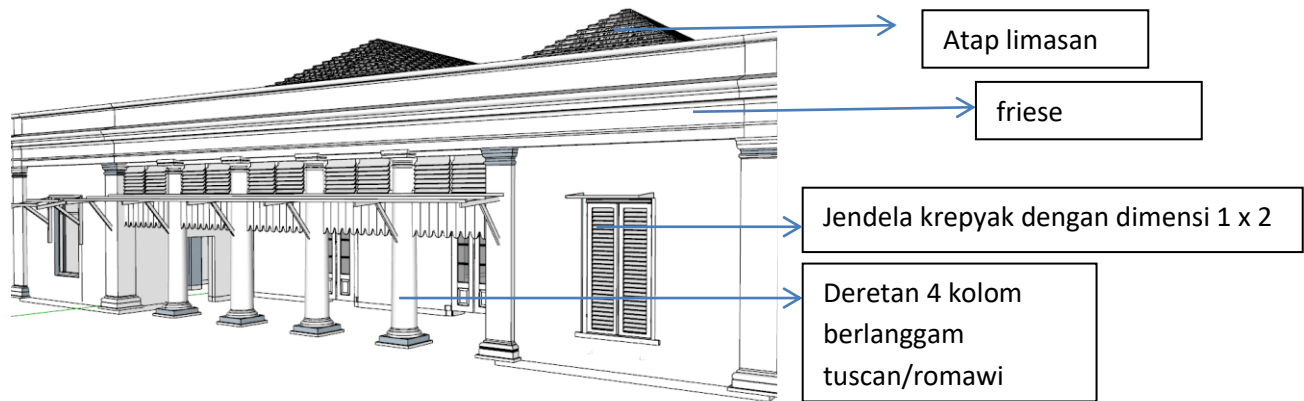 Atap limasan
friese
Jendela krepyak dengan dimensi 1 x 2
Deretan 4 kolom
berlanggam
tuscan/romawi